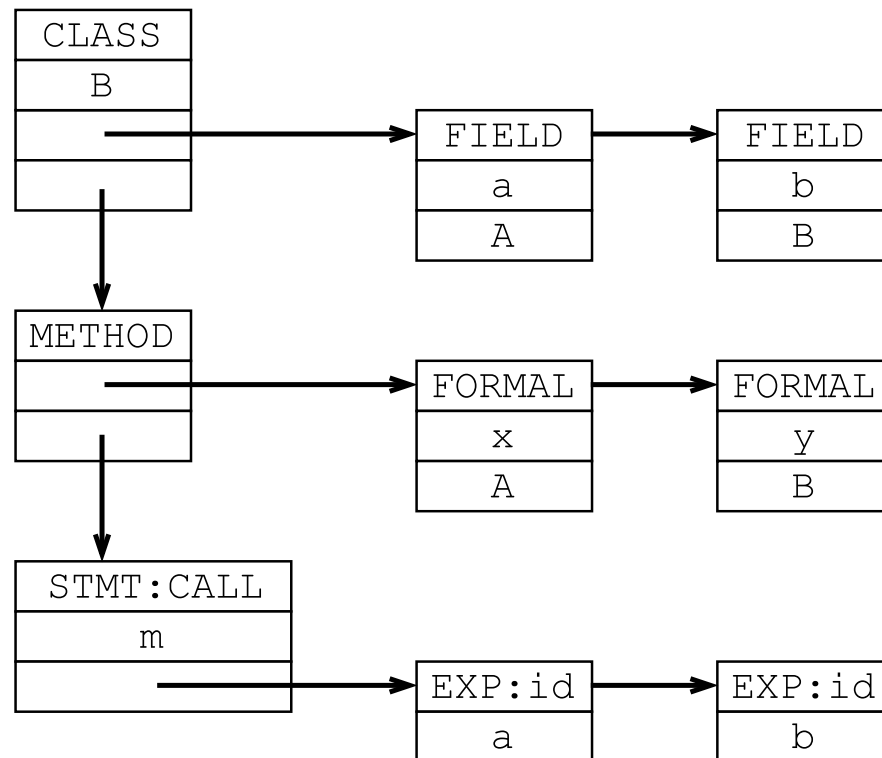 CLASS
B
FIELD FIELD
a b
A B
METHOD
FORMAL FORMAL
x y
A B
STMT:CALL
m
EXP:id EXP:id
a b